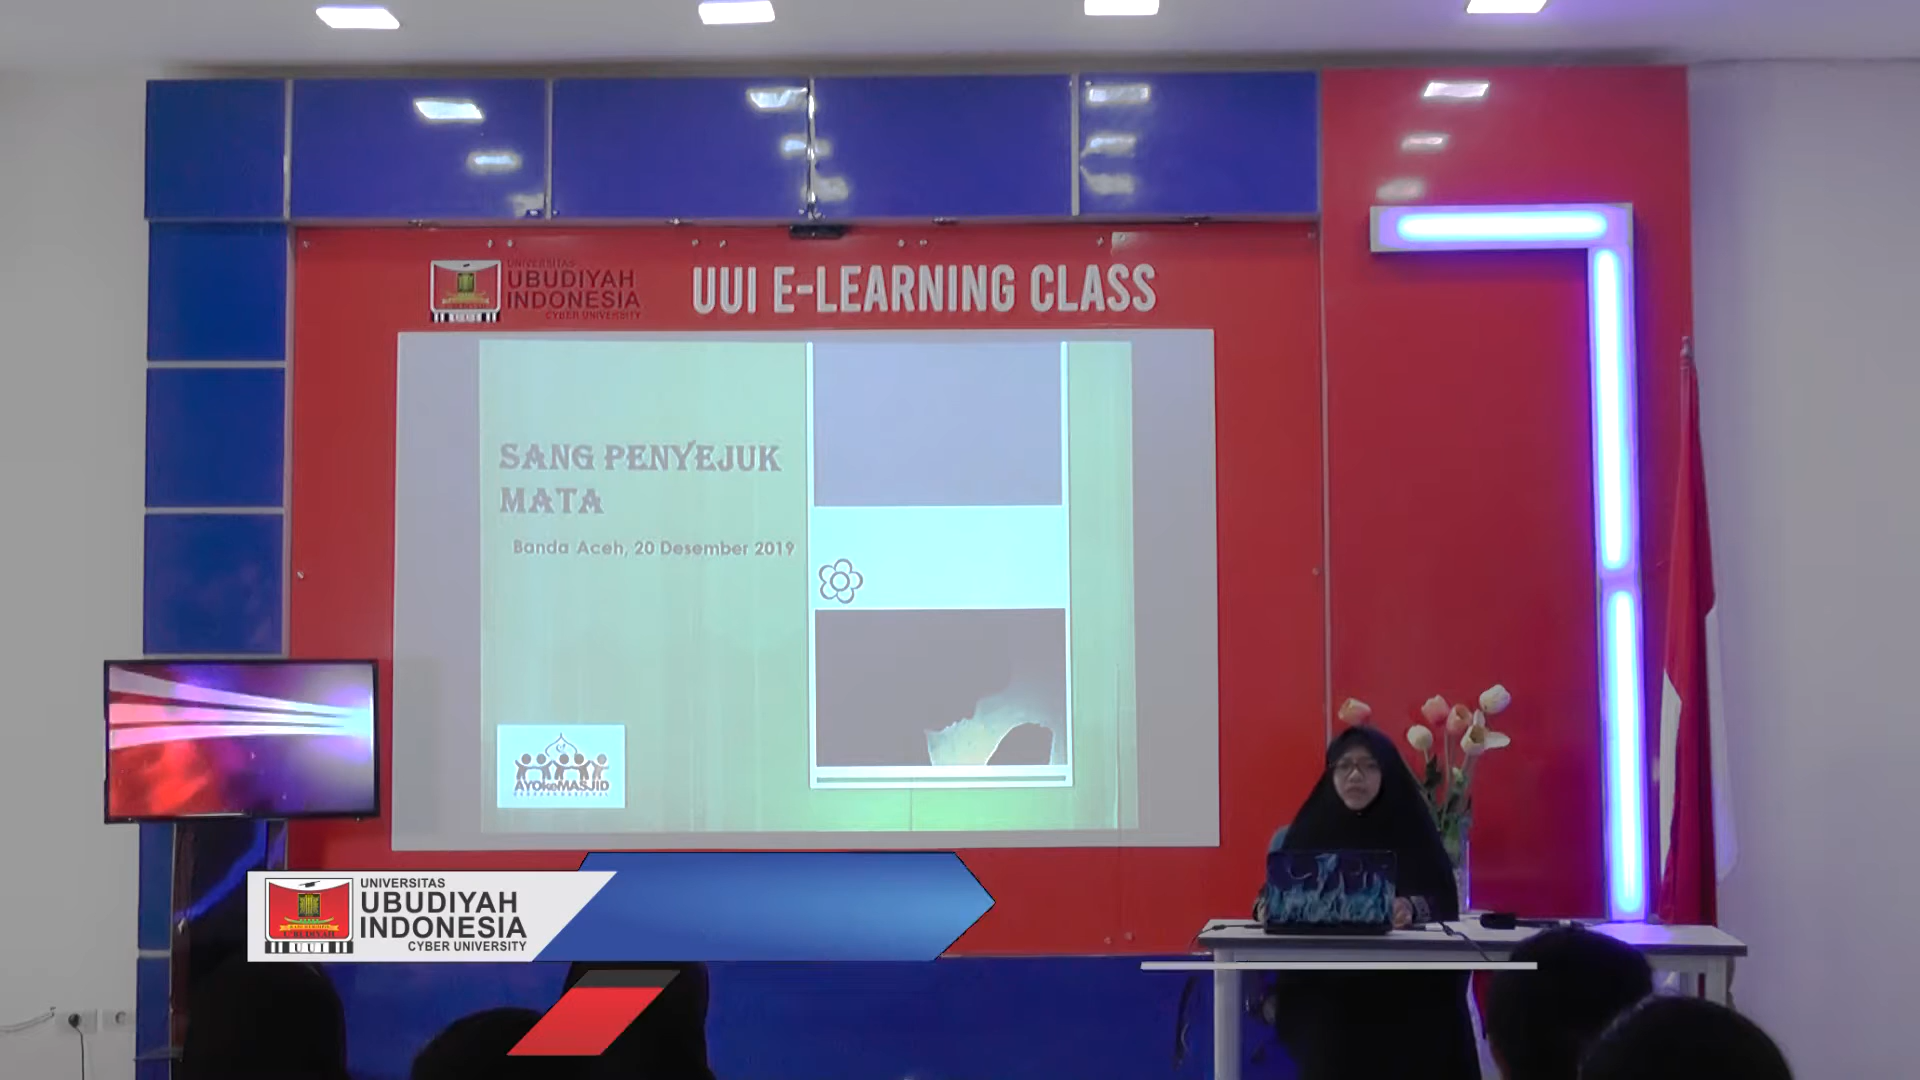 UNIVERSITAS
UBUDIYAH
INDONESIA
CYBER UNIVERSITY
UUI E-LEARNING CLASS
SANG PENYEJUK
MATA
Banda Aceh, 20 Desember 2019
AYOkeMASJID
UNIVERSITAS
UBUDIYAH
INDONESIA
CYBER UNIVERSITY
UUI